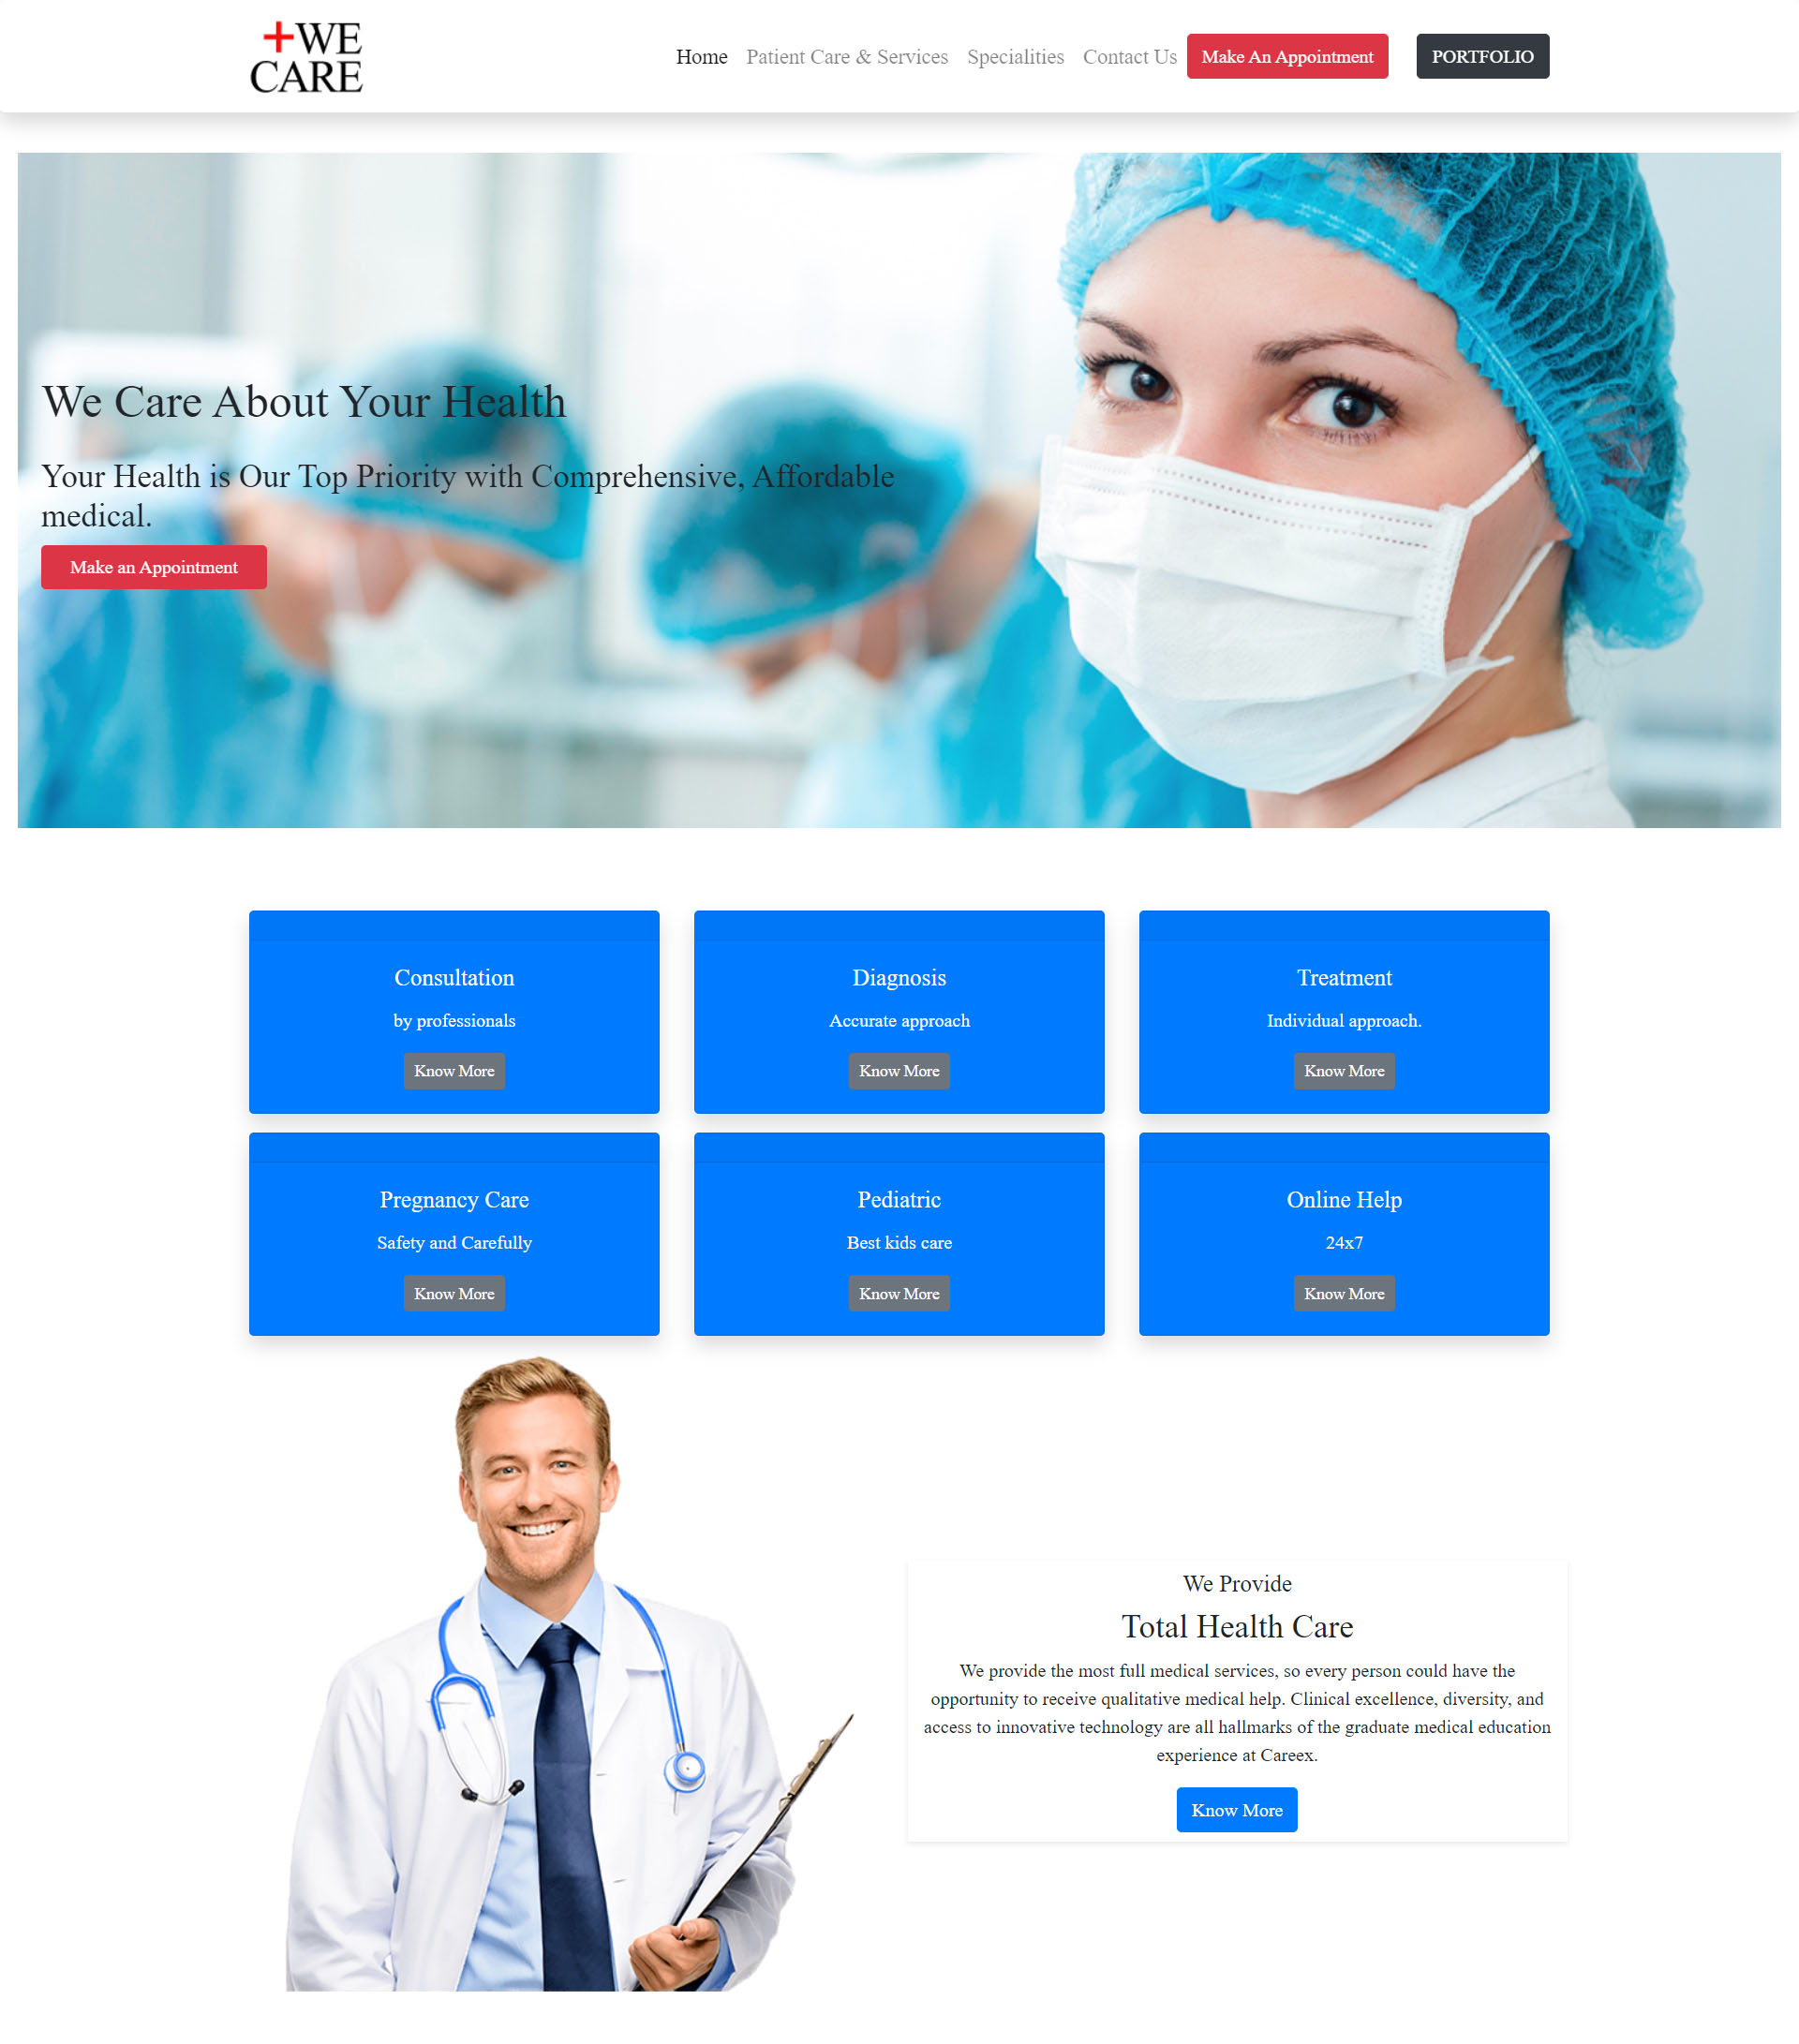 +WE
CARE
Home Patient Care & Services Specialities Contact Us Make An Appointment PORTFOLIO
We Care About Your Health
Your Health is Our Top Priority with Comprehensive, Affordable
medical.
Make an Appointment
Consultation
by professionals
Know More
Diagnosis
Accurate approach
Know More
Treatment
Individual approach.
Know More
Pregnancy Care
Safety and Carefully
Know More
Pediatric
Best kids care
Know More
Online Help
24x7
Know More
We Provide
Total Health Care
We provide the most full medical services, so every person could have the
opportunity to receive qualitative medical help. Clinical excellence, diversity, and
access to innovative technology are all hallmarks of the graduate medical education
experience at Careex.
Know More